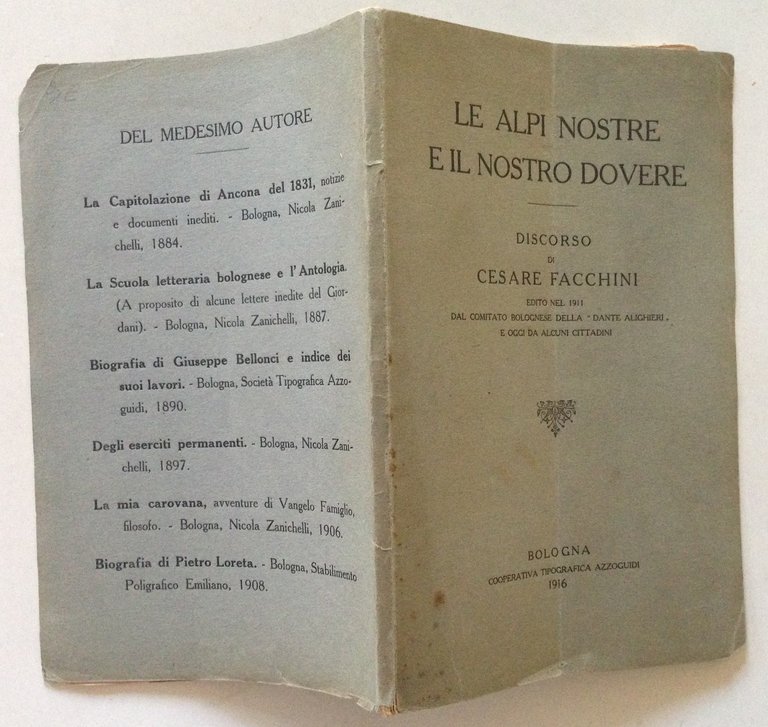 DEL MEDESIMO AUTORE
La Capitolazione di Ancona del 1831, notizie
e documenti inediti. - Bologna, Nicola Zani-
chelli, 1884.
La Scuola letteraria bolognese e l'Antologia.
(A proposito di alcune lettere inedite del Gior-
dani). - Bologna, Nicola Zanichelli, 1887.
Biografia di Giuseppe Bellonci e indice dei
suoi lavori. - Bologna, Società Tipografica Azzo-
guidi, 1890.
Degli eserciti permanenti. - Bologna, Nicola Zani-
chelli, 1897.
La mia carovana, avventure di Vangelo Famiglio,
filosofo. - Bologna, Nicola Zanichelli, 1906.
Biografia di Pietro Loreta. - Bologna, Stabilimento
Poligrafico Emiliano, 1908.
LE ALPI NOSTRE
E IL NOSTRO DOVERE
DISCORSO
DI
CESARE FACCHINI
EDITO NEL 1911
DAL COMITATO BOLOGNESE DELLA "DANTE ALIGHIERI„
E OGGI DA ALCUNI CITTADINI
BOLOGNA
COOPERATIVA TIPOGRAFICA AZZOGUIDI
1916